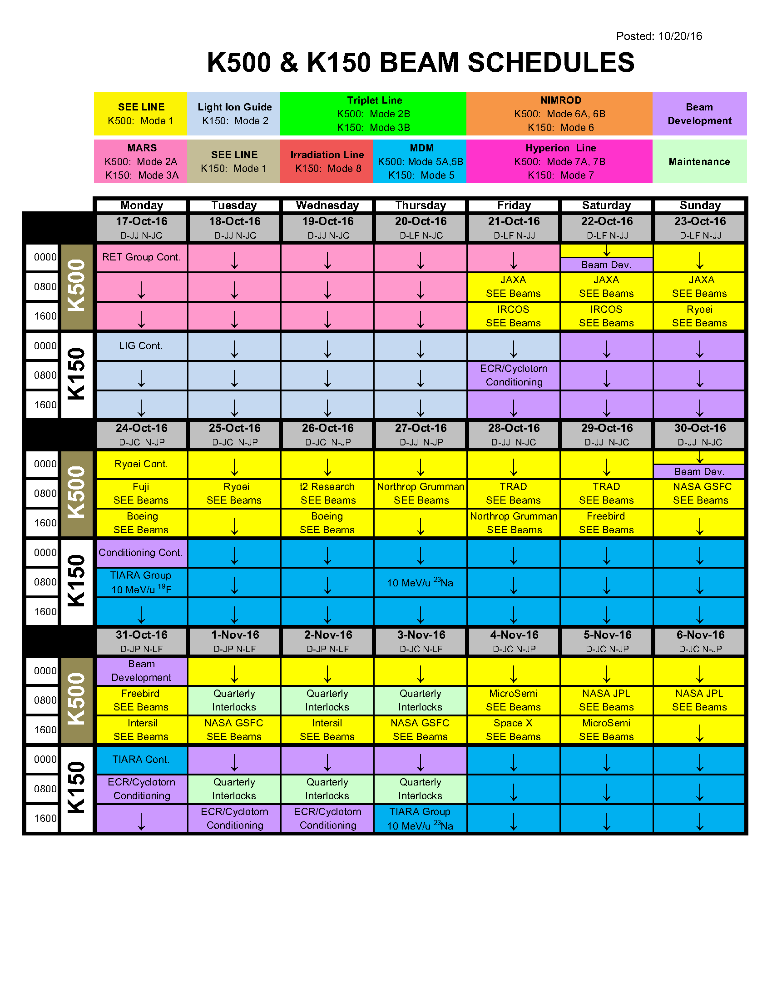 Posted: 10/20/16
K500 & K150 BEAM SCHEDULES
SEE LINE
K500: Mode 1
Light Ion Guide
K150: Mode 2
Triplet Line
K500: Mode 2B
K150: Mode 3B
NIMROD
K500: Mode 6A, 6B
K150: Mode 6
Beam
Development
MARS
K500: Mode 2A
K150: Mode 3A
SEE LINE
K150: Mode 1
Irradiation Line
K150: Mode 8
MDM
K500: Mode 5A,5B
K150: Mode 5
Hyperion Line
K500: Mode 7A, 7B
K150: Mode 7
Maintenance
Monday Tuesday Wednesday Thursday Friday Saturday Sunday
17-Oct-16 18-Oct-16 19-Oct-16 20-Oct-16 21-Oct-16 22-Oct-16 23-Oct-16
D-JJ N-JC D-JJ N-JC D-JJ N-JC D-LF N-JC D-LF N-JJ D-LF N-JJ D-LF N-JJ
K500
0000 RET Group Cont. ↓ ↓ ↓ ↓ ↓ ↓
Beam Dev.
0800 ↓ ↓ ↓ ↓ JAXA JAXA JAXA
SEE Beams SEE Beams SEE Beams
1600 ↓ ↓ ↓ ↓ IRCOS IRCOS Ryoei
SEE Beams SEE Beams SEE Beams
K150
0000 LIG Cont. ↓ ↓ ↓ ↓ ↓ ↓
0800 ↓ ↓ ↓ ↓ ECR/Cyclotorn ↓ ↓
Conditioning
1600 ↓ ↓ ↓ ↓ ↓ ↓ ↓
24-Oct-16 25-Oct-16 26-Oct-16 27-Oct-16 28-Oct-16 29-Oct-16 30-Oct-16
D-JC N-JP D-JC N-JP D-JC N-JP D-JJ N-JP D-JJ N-JC D-JJ N-JC D-JJ N-JC
K500
0000 Ryoei Cont. ↓ ↓ ↓ ↓ ↓ ↓
Beam Dev.
0800 Fuji Ryoei t2 Research Northrop Grumman TRAD TRAD NASA GSFC
SEE Beams SEE Beams SEE Beams SEE Beams SEE Beams SEE Beams SEE Beams
1600 Boeing ↓ Boeing ↓ Northrop Grumman Freebird ↓
SEE Beams SEE Beams SEE Beams SEE Beams
K150
0000 Conditioning Cont. ↓ ↓ ↓ ↓ ↓ ↓
0800 TIARA Group ↓ ↓ 10 MeV/u ²³Na ↓ ↓ ↓
10 MeV/u ¹⁹F
1600 ↓ ↓ ↓ ↓ ↓ ↓ ↓
31-Oct-16 1-Nov-16 2-Nov-16 3-Nov-16 4-Nov-16 5-Nov-16 6-Nov-16
D-JP N-LF D-JP N-LF D-JP N-LF D-JC N-LF D-JC N-JP D-JC N-JP D-JC N-JP
K500
0000 Beam ↓ ↓ ↓ ↓ ↓ ↓
Development
0800 Freebird Quarterly Quarterly Quarterly MicroSemi NASA JPL NASA JPL
SEE Beams Interlocks Interlocks Interlocks SEE Beams SEE Beams SEE Beams
1600 Intersil NASA GSFC Intersil NASA GSFC Space X MicroSemi ↓
SEE Beams SEE Beams SEE Beams SEE Beams SEE Beams SEE Beams
K150
0000 TIARA Cont. ↓ ↓ ↓ ↓ ↓ ↓
0800 ECR/Cyclotorn Quarterly Quarterly Quarterly ↓ ↓ ↓
Conditioning Interlocks Interlocks Interlocks
1600 ↓ ECR/Cyclotorn ECR/Cyclotorn TIARA Group ↓ ↓ ↓
Conditioning Conditioning 10 MeV/u ²³Na